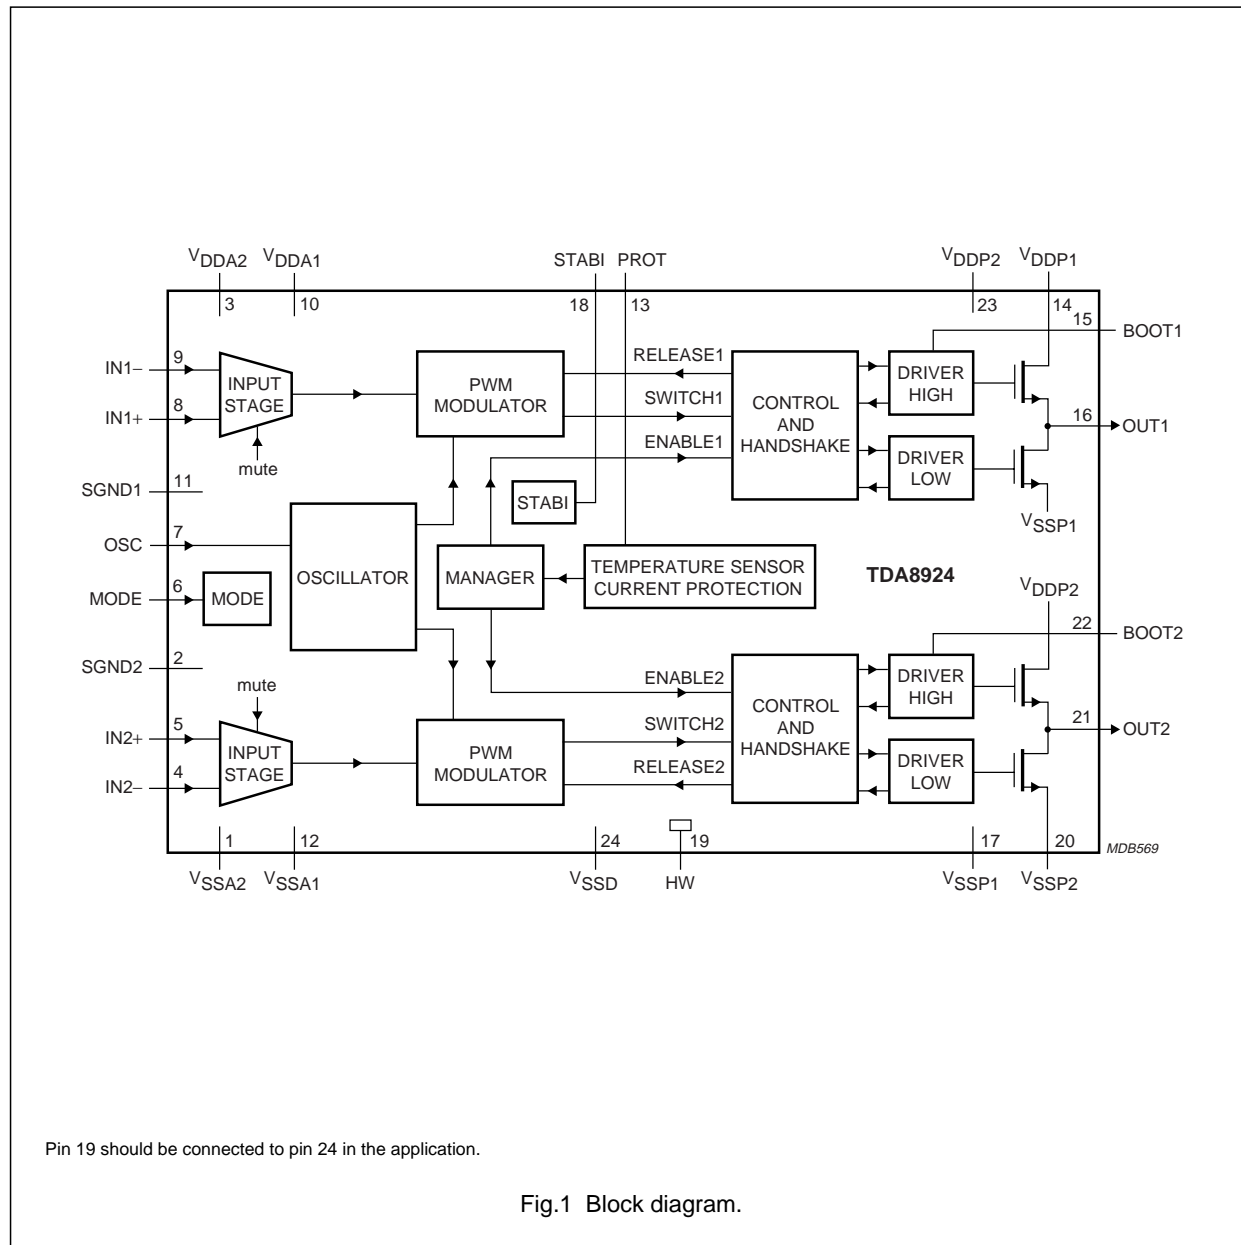 VDDA2 VDDA1 STABI PROT VDDP2 VDDP1
3 10 18 13 23 14
15 BOOT1
IN1− 9
INPUT STAGE
IN1+ 8
mute
PWM MODULATOR
RELEASE1
SWITCH1
ENABLE1
CONTROL AND HANDSHAKE
DRIVER HIGH
DRIVER LOW
16 OUT1
VSSP1
SGND1 11
STABI
OSC 7
OSCILLATOR
MANAGER
TEMPERATURE SENSOR
CURRENT PROTECTION
TDA8924
MODE 6
MODE
VDDP2
22 BOOT2
SGND2 2
mute
IN2+ 5
INPUT STAGE
IN2− 4
PWM MODULATOR
ENABLE2
SWITCH2
RELEASE2
CONTROL AND HANDSHAKE
DRIVER HIGH
DRIVER LOW
21 OUT2
1 12 24 19 17 20
MDB569
VSSA2 VSSA1 VSSD HW VSSP1 VSSP2
Pin 19 should be connected to pin 24 in the application.
Fig.1 Block diagram.